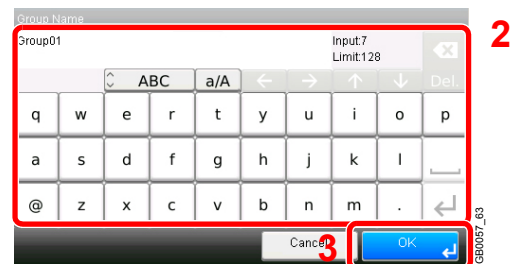 Group Name
Group01
Input:7
Limit:128
2
ABC a/A Del.
q w e r t y u i o p
a s d f g h j k l
@ z x c v b n m .
Cancel 3 OK
GB0057_63